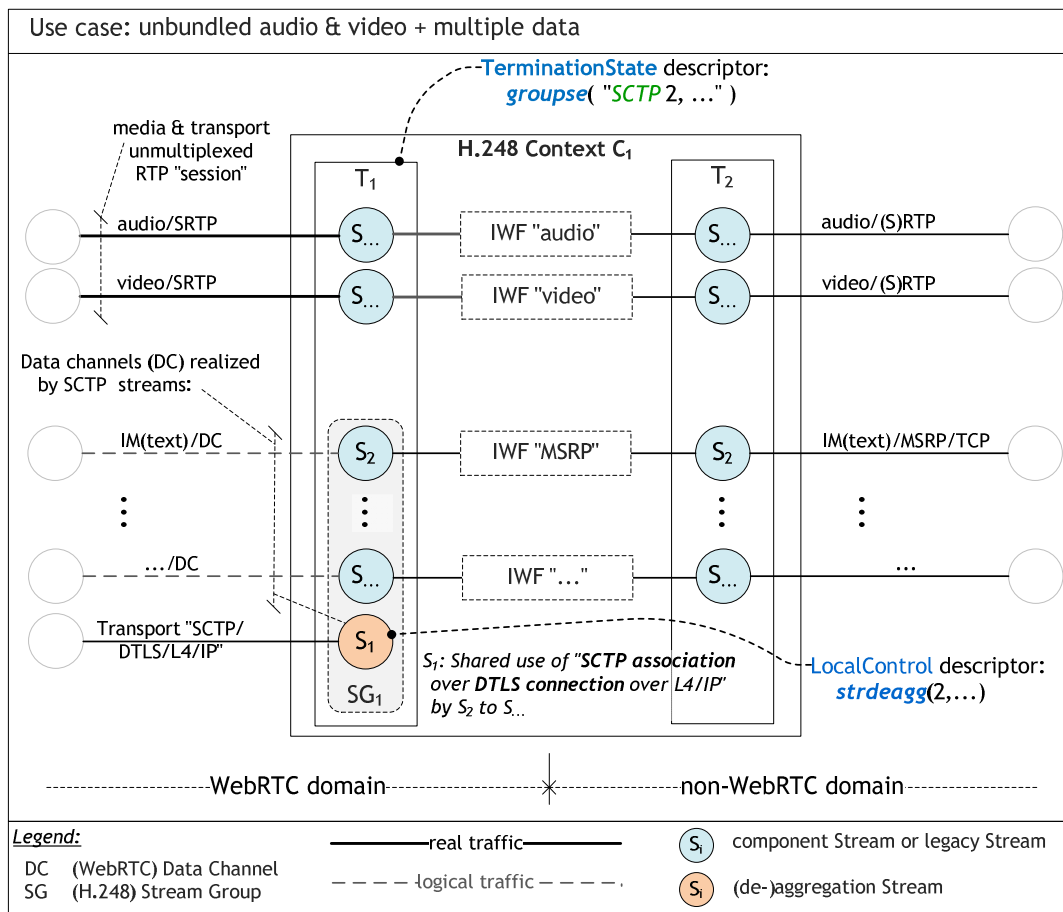 Use case: unbundled audio & video + multiple data
TerminationState descriptor:
groupse( "SCTP 2, ..." )
media & transport
unmultiplexed
RTP "session"
H.248 Context C1
T1
T2
audio/SRTP
S...
IWF "audio"
S...
audio/(S)RTP
video/SRTP
S...
IWF "video"
S...
video/(S)RTP
Data channels (DC) realized
by SCTP streams:
IM(text)/DC
S2
IWF "MSRP"
S2
IM(text)/MSRP/TCP
.../DC
S...
IWF "..."
S...
...
Transport "SCTP/
DTLS/L4/IP"
S1
SG1
S1: Shared use of "SCTP association
over DTLS connection over L4/IP"
by S2 to S...
LocalControl descriptor:
strdeagg(2,...)
WebRTC domain
non-WebRTC domain
Legend:
DC (WebRTC) Data Channel
SG (H.248) Stream Group
real traffic
logical traffic
Si component Stream or legacy Stream
Si (de-)aggregation Stream